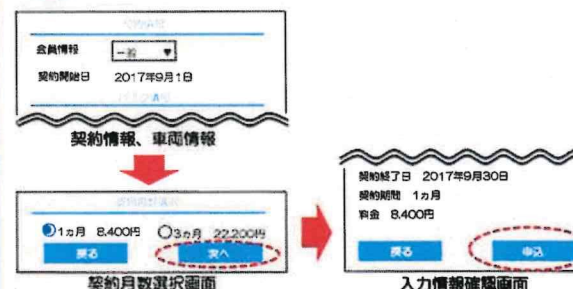 会員情報 一般 ▼
契約開始日 2017年9月1日
契約情報、車両情報
1ヵ月 8,400円 3ヵ月 22,200円
戻る 次へ
契約月数選択画面
契約終了日 2017年9月30日
契約期間 1ヵ月
料金 8,400円
戻る 申込
入力情報確認画面